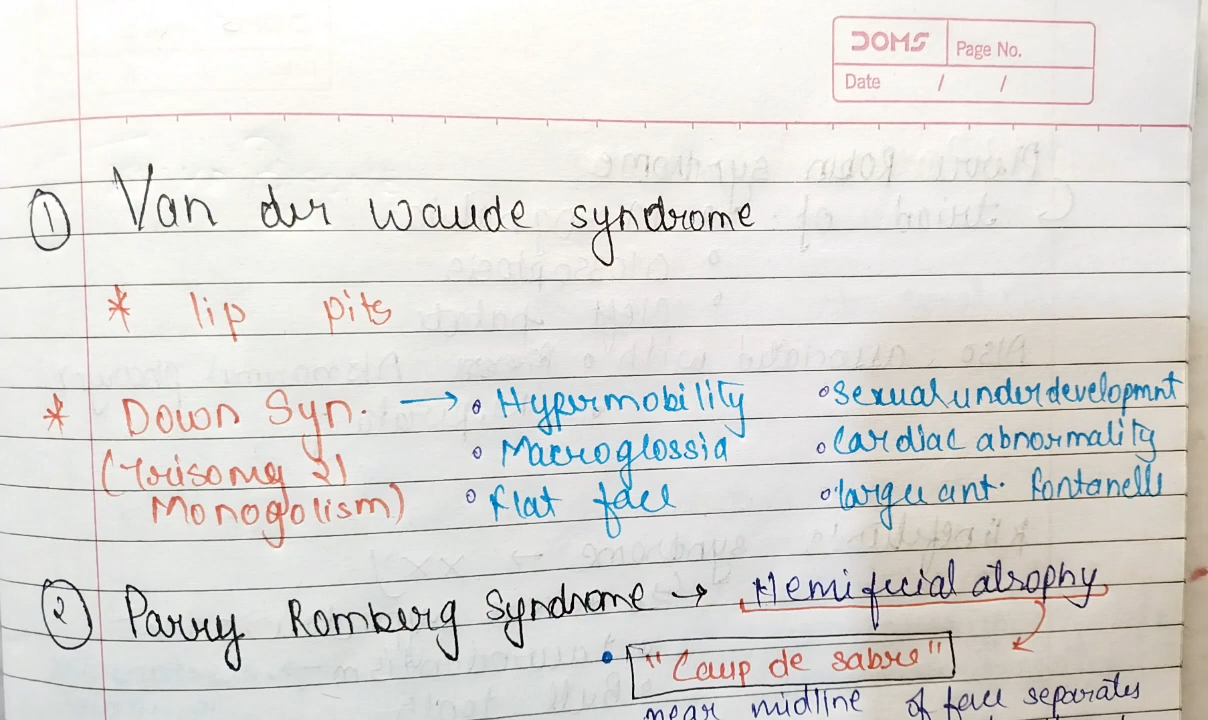 DOMS Page No.
Date / /
① Van der Waude syndrome
* lip pits
* Down Syn. → • Hypermobility • Sexual underdevelopmnt
(Trisomy 21 • Macroglossia • Cardiac abnormality
Monogolism) • flat face • large ant. fontanelle
② Parry Romberg Syndrome → Hemificial atrophy
• "Coup de sabre"
near midline of face separates